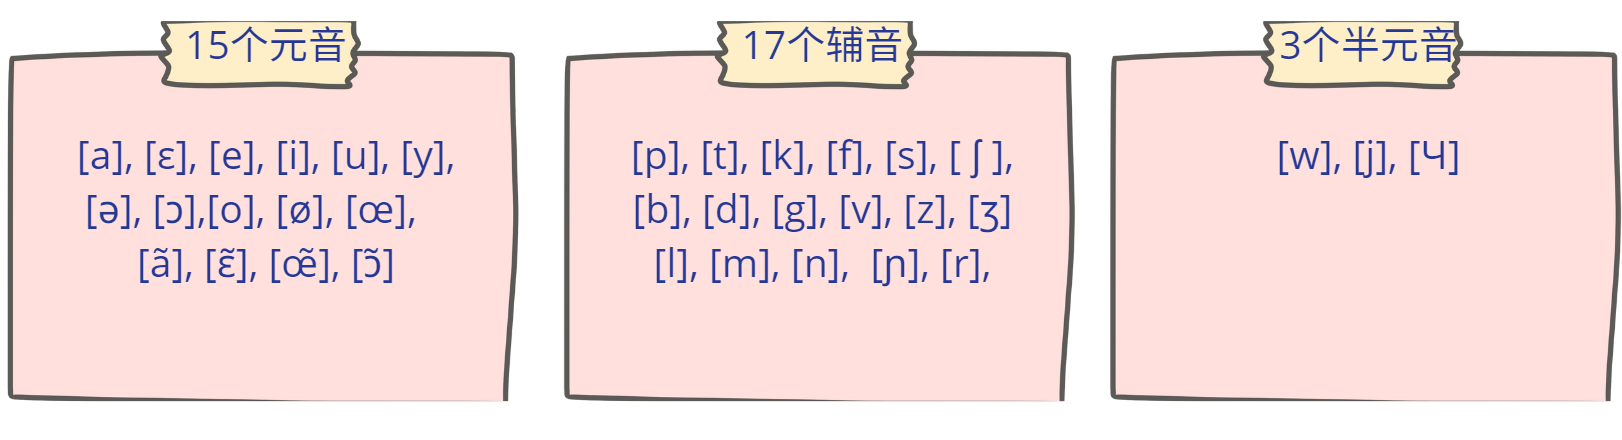 15个元音
[a], [ε], [e], [i], [u], [y],
[ə], [ɔ],[o], [ø], [œ],
[ã], [ɛ̃], [œ̃], [ɔ̃]
17个辅音
[p], [t], [k], [f], [s], [ ʃ ],
[b], [d], [g], [v], [z], [ʒ]
[l], [m], [n], [ɲ], [r],
3个半元音
[w], [j], [Ч]